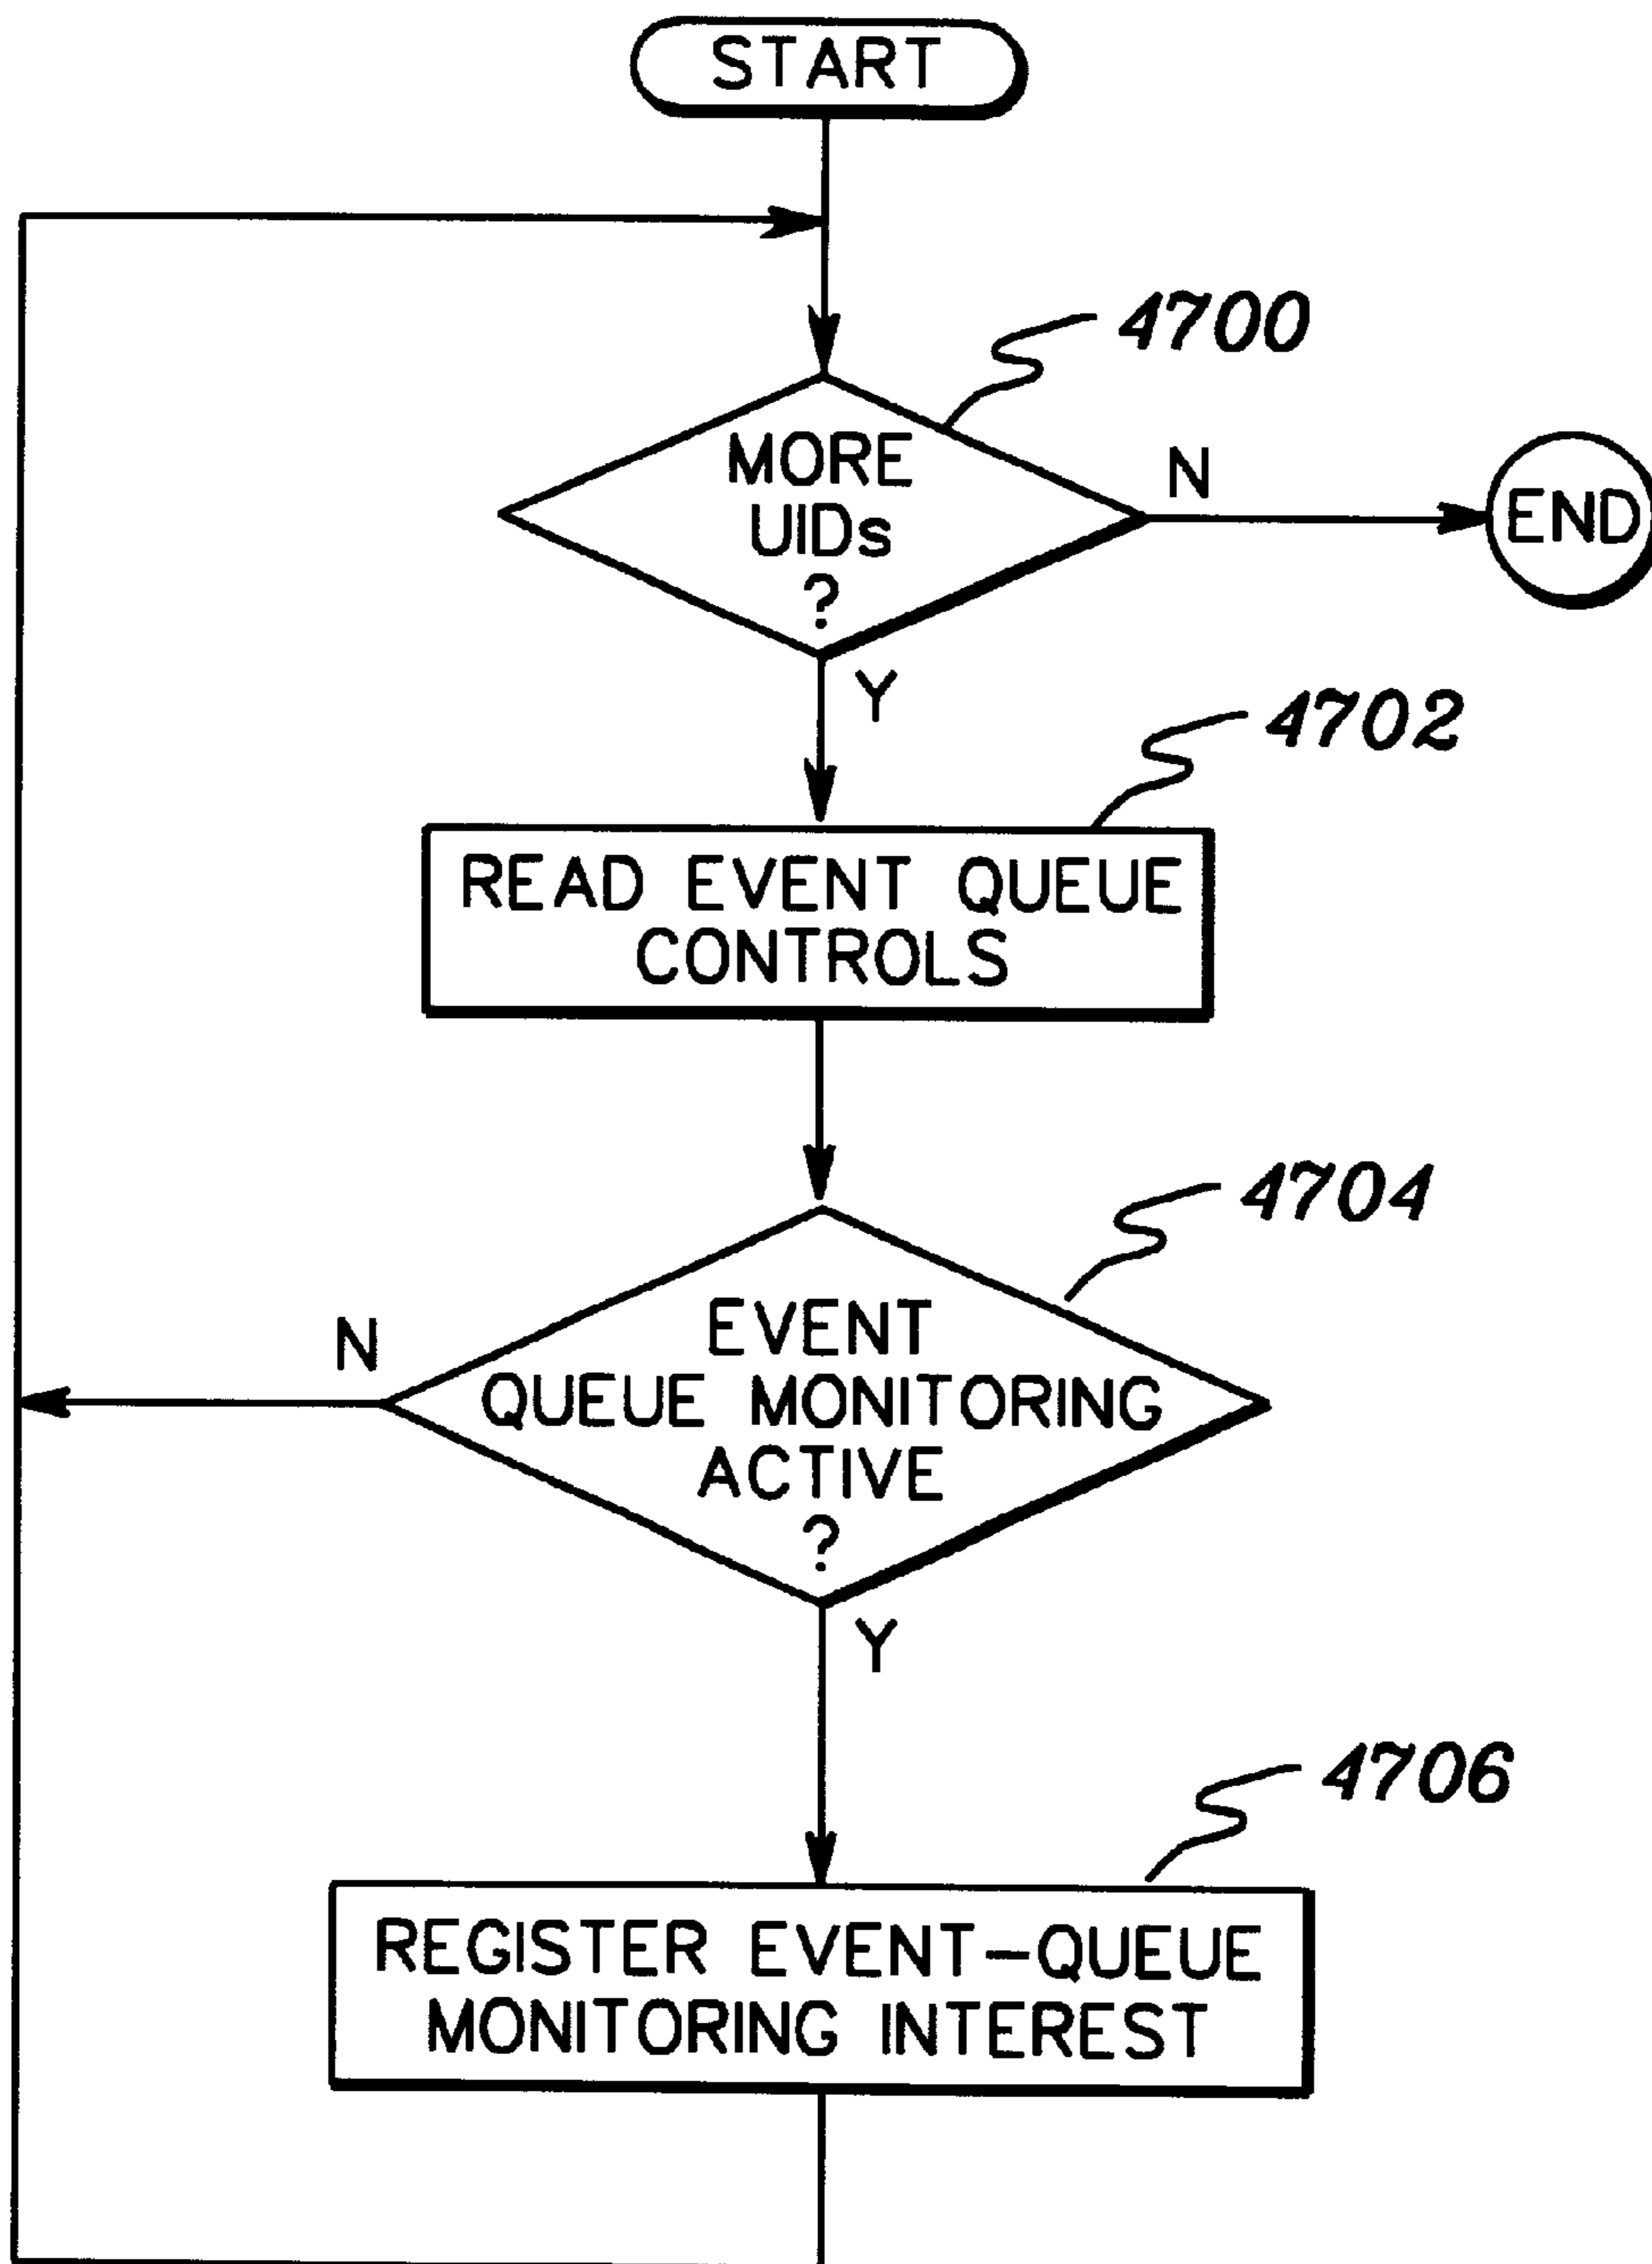 START
4700
MORE
UIDs
?
N
END
Y
4702
READ EVENT QUEUE
CONTROLS
4704
N
EVENT
QUEUE MONITORING
ACTIVE
?
Y
4706
REGISTER EVENT-QUEUE
MONITORING INTEREST